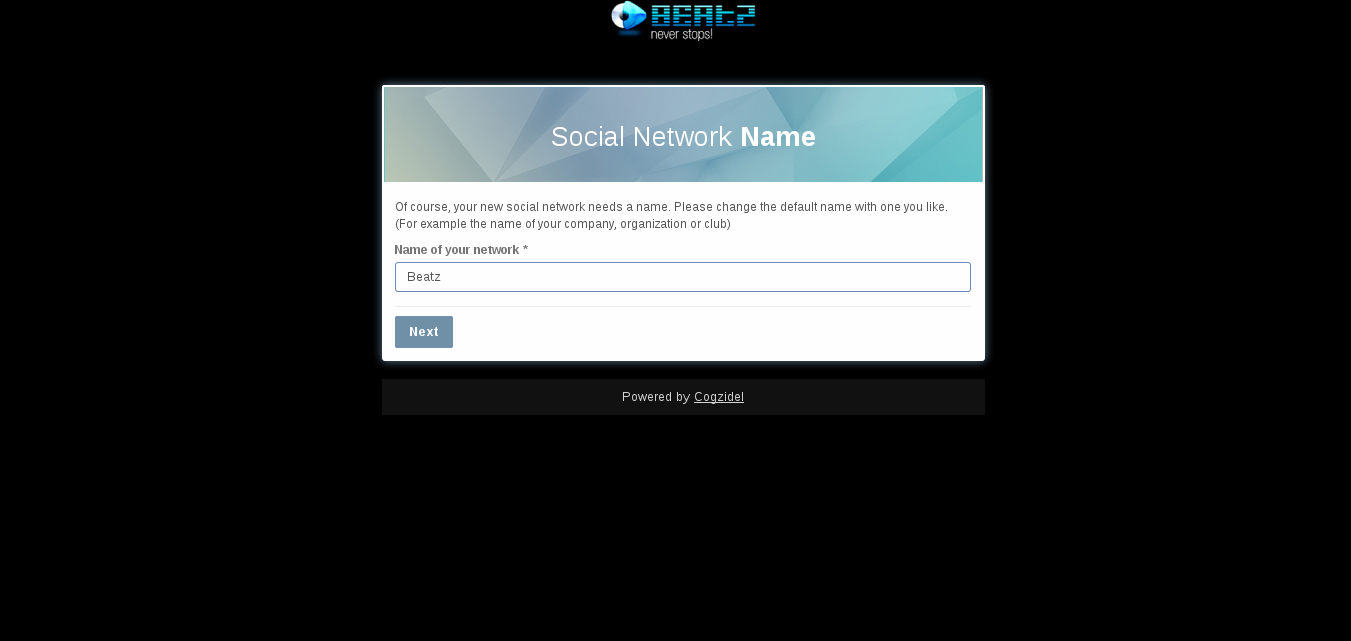 BEATZ
never stops!
Social Network Name
Of course, your new social network needs a name. Please change the default name with one you like.
(For example the name of your company, organization or club)
Name of your network *
Beatz
Next
Powered by Cogzidel